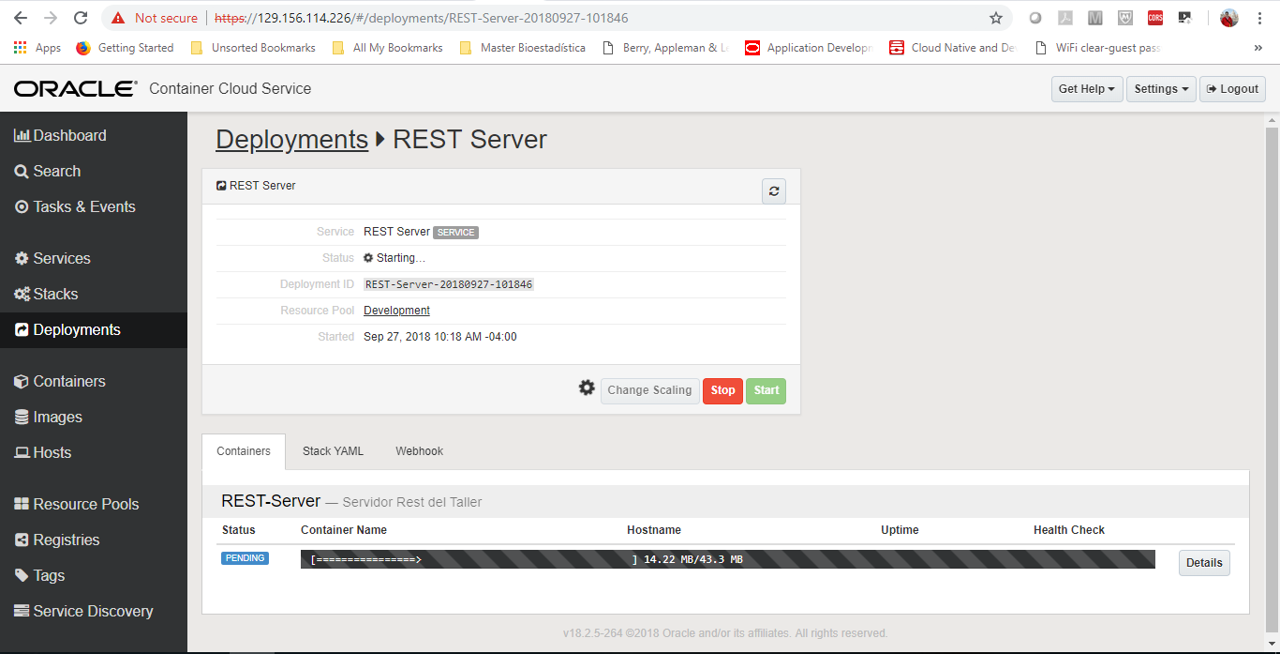 Not secure | https://129.156.114.226/#/deployments/REST-Server-20180927-101846
CORS
Apps Getting Started Unsorted Bookmarks All My Bookmarks Master Bioestadística Berry, Appleman & Application Develop Cloud Native and De WiFi clear-guest pass »
ORACLE® Container Cloud Service
Get Help Settings Logout
Dashboard
Search
Tasks & Events
Services
Stacks
Deployments
Containers
Images
Hosts
Resource Pools
Registries
Tags
Service Discovery
Deployments REST Server
REST Server
Service REST Server SERVICE
Status Starting...
Deployment ID REST-Server-20180927-101846
Resource Pool Development
Started Sep 27, 2018 10:18 AM -04:00
Change Scaling Stop Start
Containers Stack YAML Webhook
REST-Server — Servidor Rest del Taller
Status Container Name Hostname Uptime Health Check
PENDING [================> ] 14.22 MB/43.3 MB Details
v18.2.5-264 ©2018 Oracle and/or its affiliates. All rights reserved.